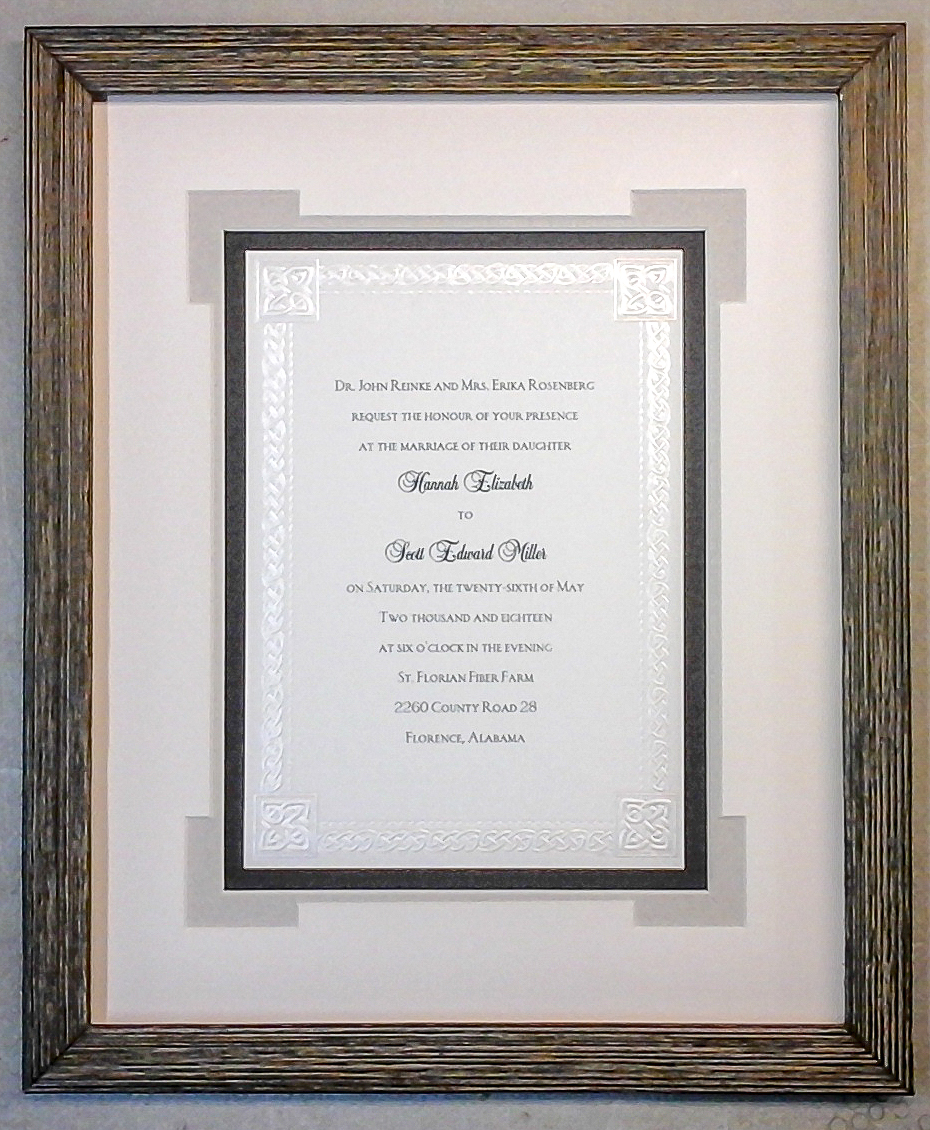 Dr. John Reinke and Mrs. Erika Rosenberg
request the honour of your presence
at the marriage of their daughter
Hannah Elizabeth
to
Scott Edward Miller
on Saturday, the twenty-sixth of May
Two thousand and eighteen
at six o'clock in the evening
St. Florian Fiber Farm
2260 County Road 28
Florence, Alabama